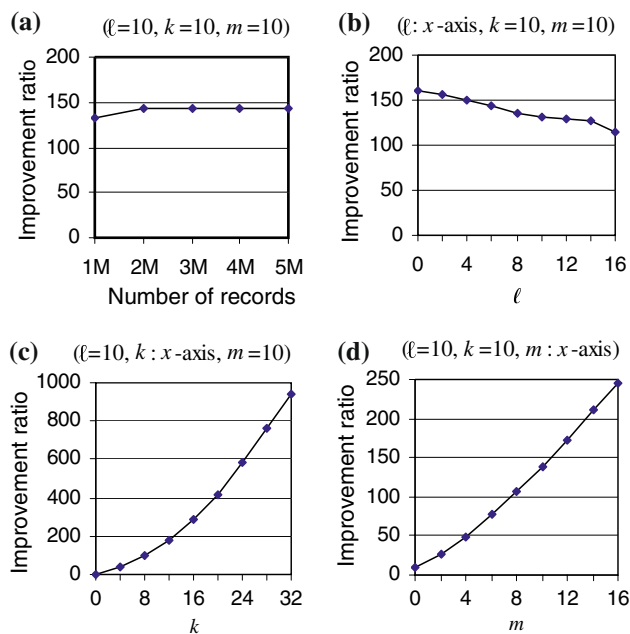 (a) (ℓ=10, k=10, m=10)
Improvement ratio
200
150
100
50
0
1M 2M 3M 4M 5M
Number of records
(b) (ℓ: x-axis, k=10, m=10)
Improvement ratio
200
150
100
50
0
0 4 8 12 16
ℓ
(c) (ℓ=10, k : x-axis, m=10)
Improvement ratio
1000
800
600
400
200
0
0 8 16 24 32
k
(d) (ℓ=10, k=10, m : x-axis)
Improvement ratio
250
200
150
100
50
0
0 4 8 12 16
m